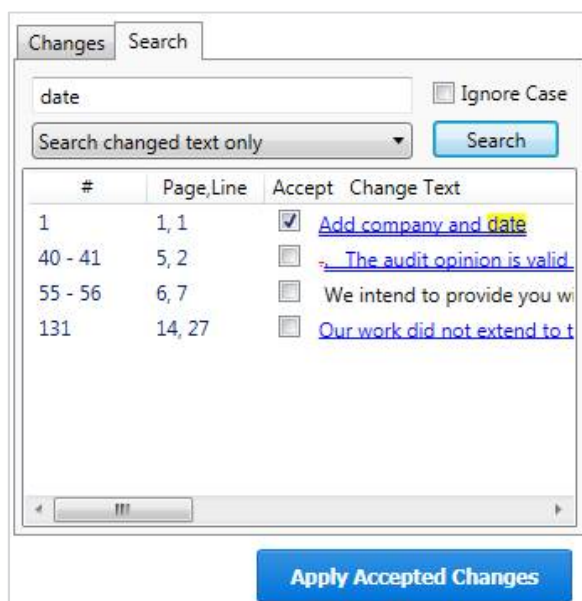 Changes Search
date Ignore Case
Search changed text only Search
# Page,Line Accept Change Text
1 1, 1 Add company and date
40 - 41 5, 2 . The audit opinion is valid
55 - 56 6, 7 We intend to provide you
131 14, 27 Our work did not extend to
Apply Accepted Changes